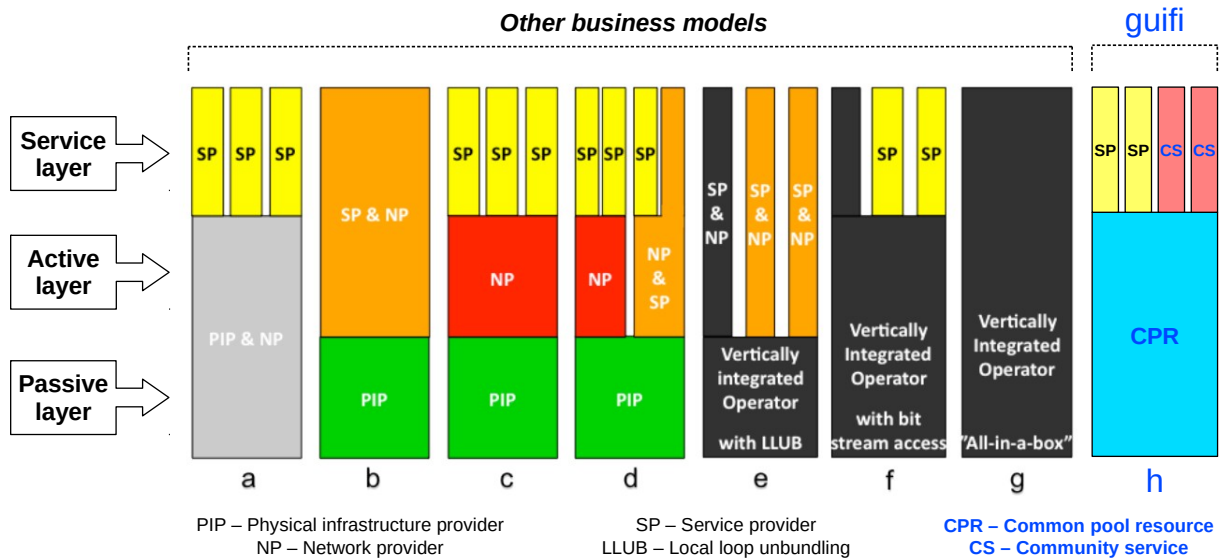 Other business models
guifi
Service
layer
Active
layer
Passive
layer
SP SP SP
PIP & NP
a
SP & NP
PIP
b
SP SP SP
NP
PIP
c
SP SP SP
NP
NP
&
SP
PIP
d
SP
&
NP
SP
&
NP
SP
&
NP
Vertically
integrated
Operator
with LLUB
e
SP SP
Vertically
Integrated
Operator
with bit
stream access
f
Vertically
Integrated
Operator
"All-in-a-box"
g
SP SP CS CS
CPR
h
PIP – Physical infrastructure provider
NP – Network provider
SP – Service provider
LLUB – Local loop unbundling
CPR – Common pool resource
CS – Community service